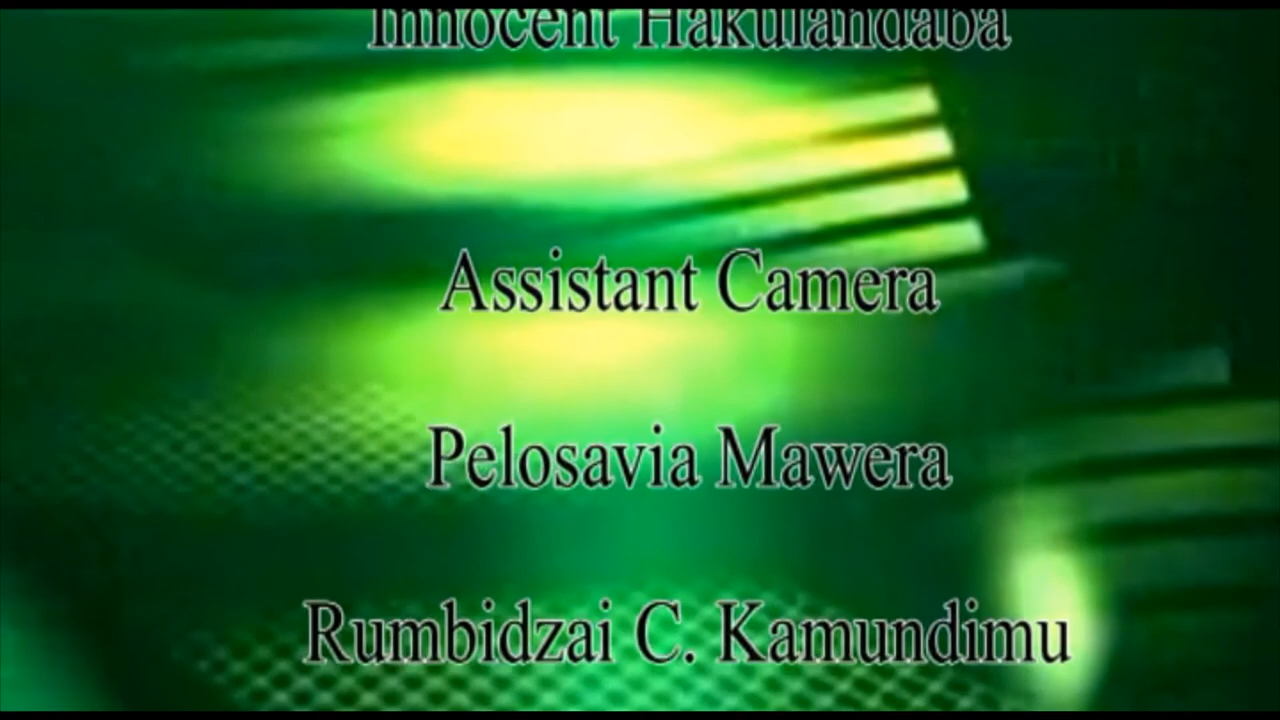 Innocent Hakulandaba
Assistant Camera
Pelosavia Mawera
Rumbidzai C. Kamundimu